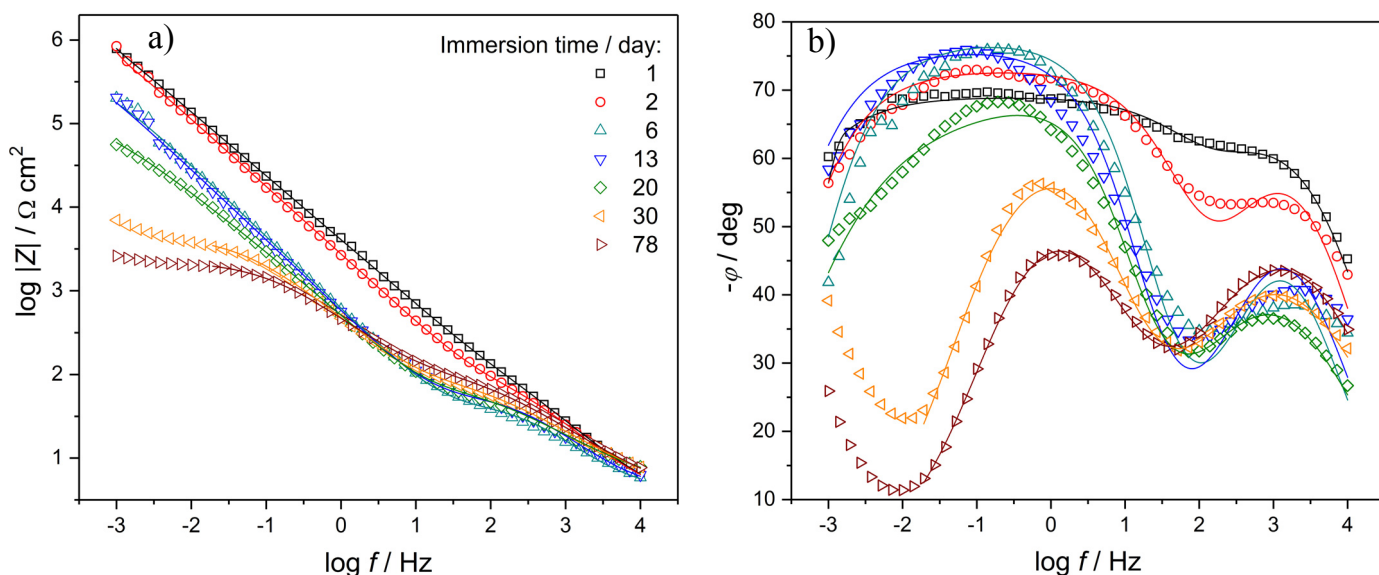 a)
Immersion time / day:
1
2
6
13
20
30
78
log |Z| / Ω cm²
6
5
4
3
2
1
-3 -2 -1 0 1 2 3 4
log f / Hz
b)
-φ / deg
80
70
60
50
40
30
20
10
-3 -2 -1 0 1 2 3 4
log f / Hz